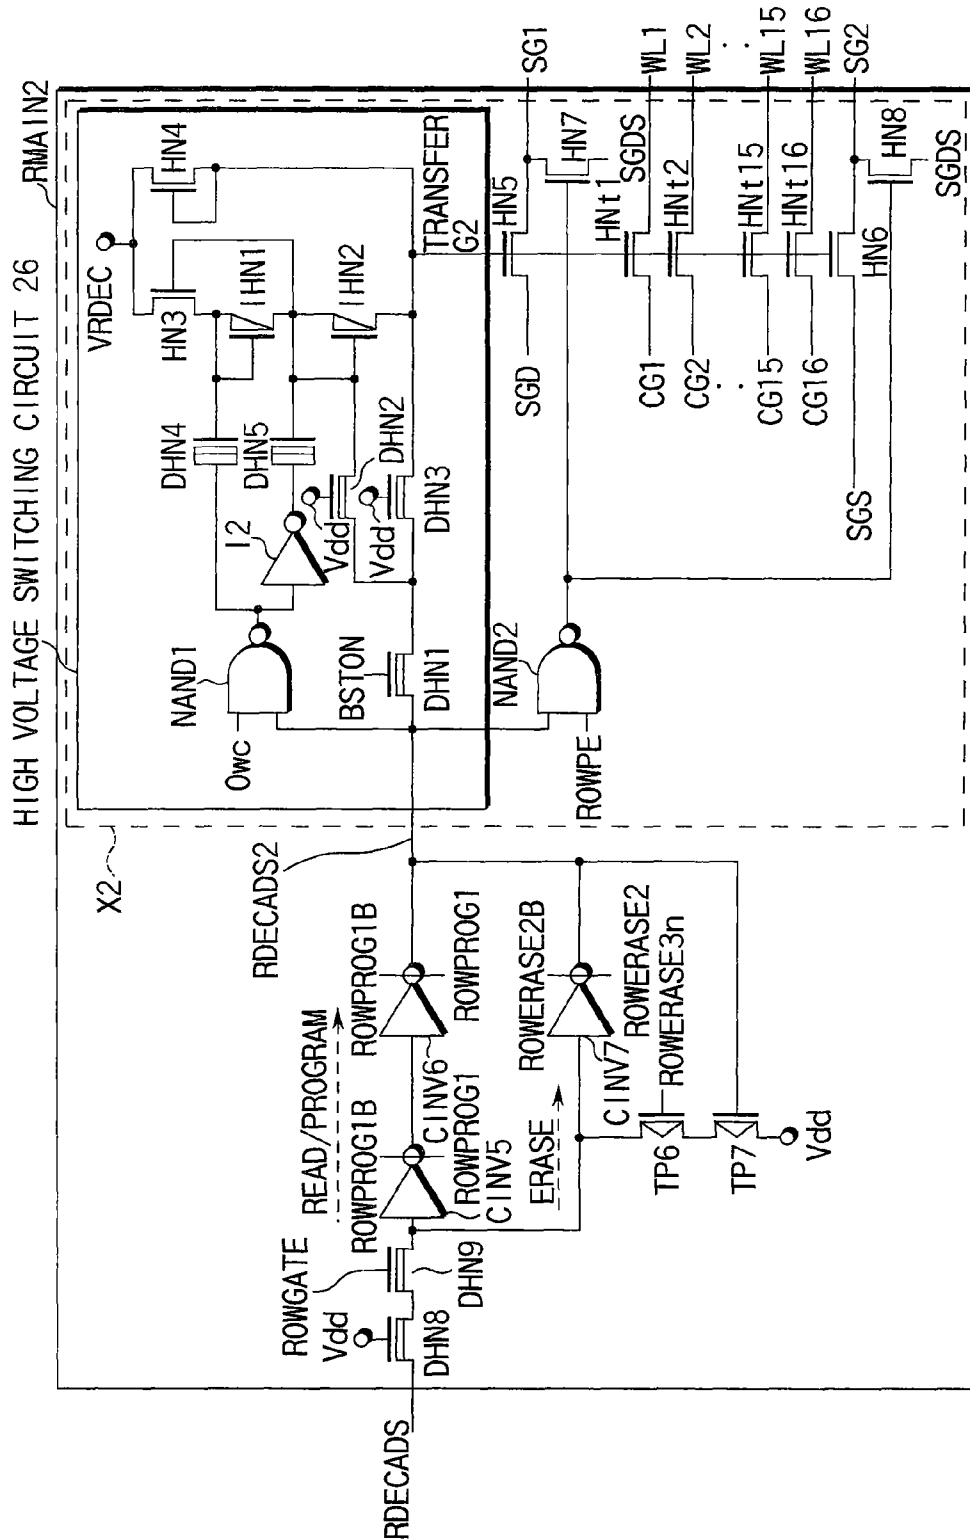 HIGH VOLTAGE SWITCHING CIRCUIT 26
RMAIN2
X2
VRDEC
HN4
HN3
IHN1
IHN2
DHN4
DHN5
I2
NAND1
Owc
Vdd
DHN2
Vdd
DHN3
BSTON
DHN1
TRANSFER
G2
RDECADS2
NAND2
ROWPE
SGD
HN5
SG1
HN7
SGDS
CG1
HNt1
WL1
CG2
HNt2
WL2
CG15
HNt15
WL15
CG16
HNt16
WL16
SGS
HN6
SG2
HN8
SGDS
READ/PROGRAM
ROWPROG1B
ROWPROG1B
CINV6
ROWPROG1
ROWPROG1
CINV5
ROWGATE
Vdd
DHN8
DHN9
RDECADS
ERASE
ROWERASE2B
CINV7
ROWERASE2
ROWERASE3n
TP6
TP7
Vdd